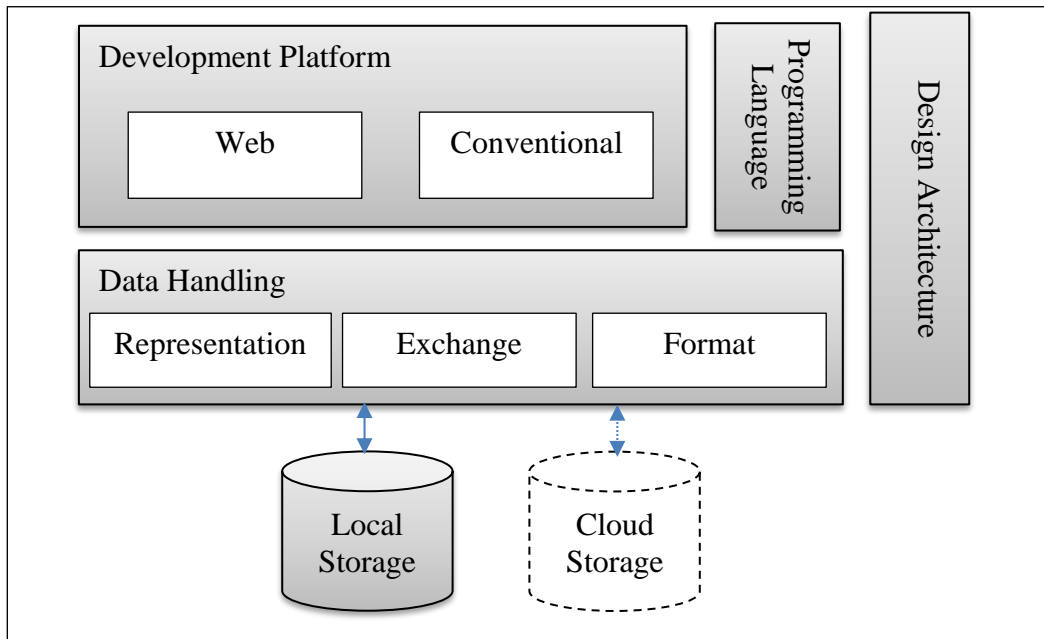 Development Platform
Web
Conventional
Programming
Language
Design Architecture
Data Handling
Representation
Exchange
Format
Local
Storage
Cloud
Storage